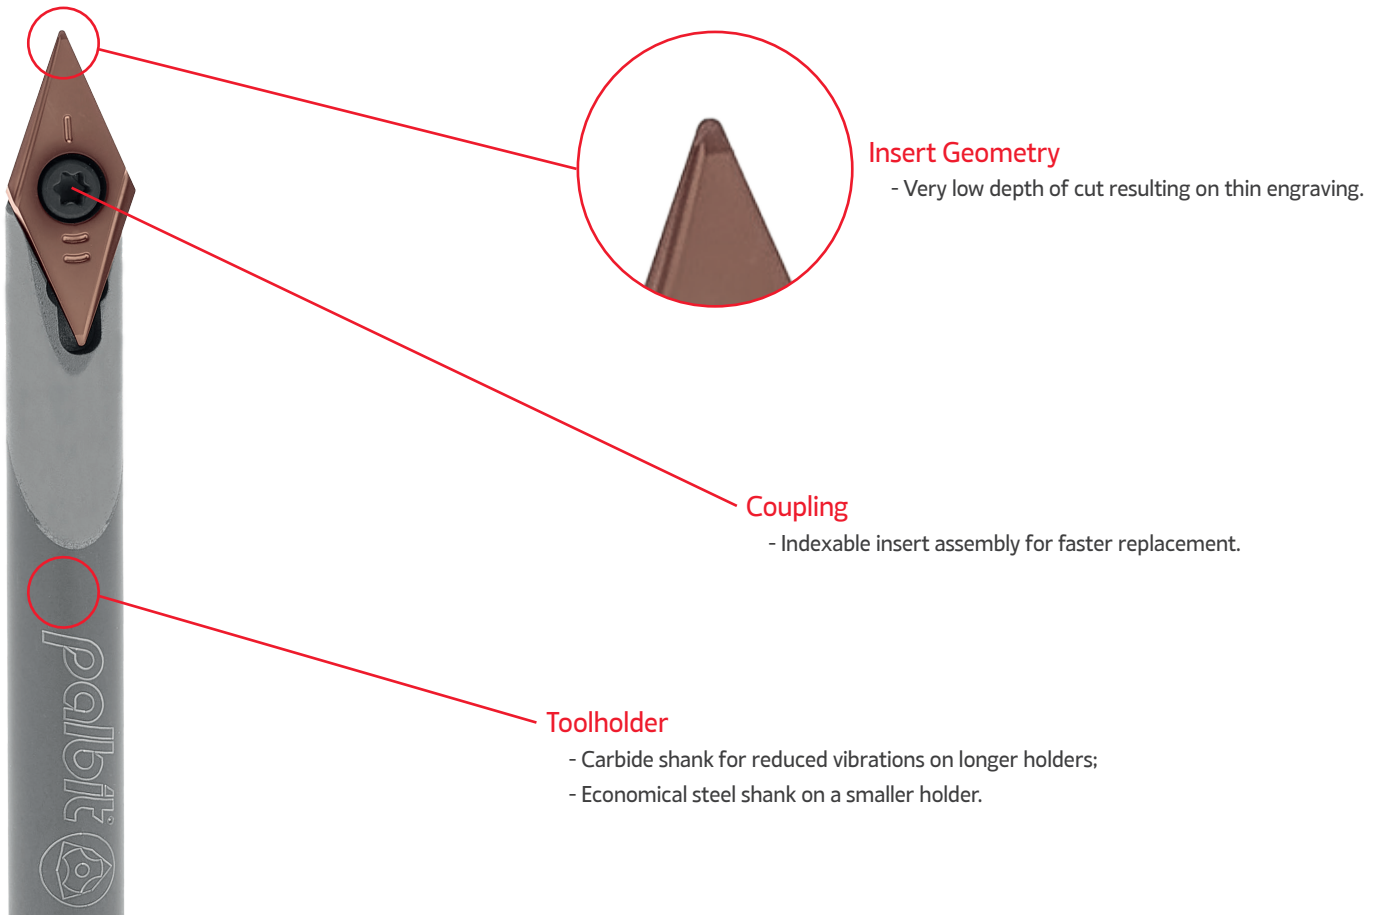 Insert Geometry
- Very low depth of cut resulting on thin engraving.
Coupling
- Indexable insert assembly for faster replacement.
Toolholder
- Carbide shank for reduced vibrations on longer holders;
- Economical steel shank on a smaller holder.
palbit